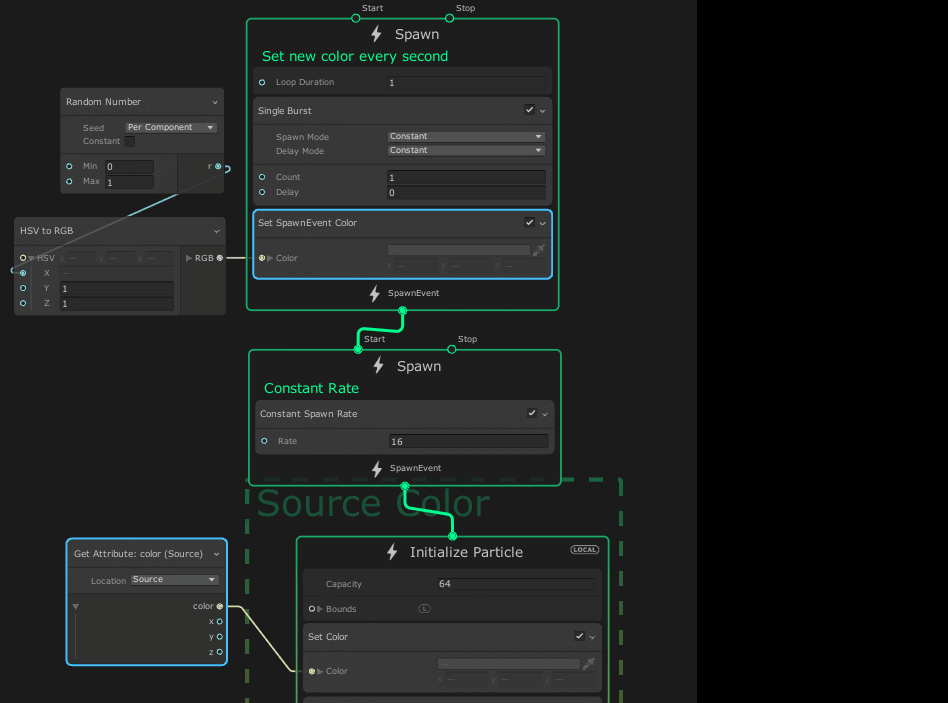 Start Stop
Spawn
Set new color every second
Loop Duration 1
Random Number
Seed Per Component
Constant
Min 0
Max 1
r
Single Burst
Spawn Mode Constant
Delay Mode Constant
Count 1
Delay 0
HSV to RGB
HSV x — y — z —
X —
Y 1
Z 1
RGB
Set SpawnEvent Color
Color —
x — y — z —
SpawnEvent
Start Stop
Spawn
Constant Rate
Constant Spawn Rate
Rate 16
SpawnEvent
Source Color
Initialize Particle LOCAL
Capacity 64
Bounds L
Get Attribute: color (Source)
Location Source
color
x
y
z
Set Color
Color —
x — y — z —